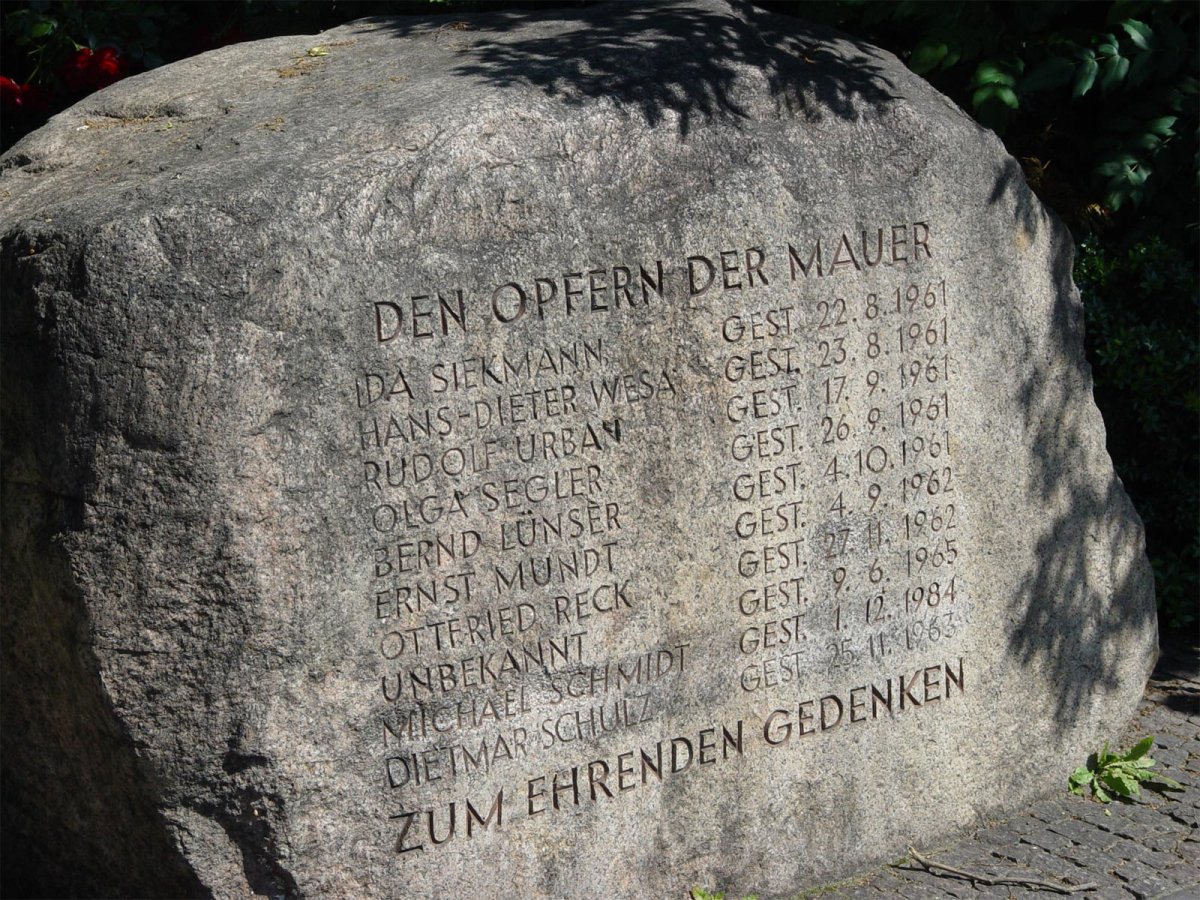 DEN OPFERN DER MAUER
IDA SIEKMANN GEST. 22.8.1961
HANS-DIETER WESA GEST. 23.8.1961
RUDOLF URBAN GEST. 17.9.1961
OLGA SEGLER GEST. 26.9.1961
BERND LÜNSER GEST. 4.10.1961
ERNST MUNDT GEST. 4.9.1962
OTTFRIED RECK GEST. 27.11.1962
UNBEKANNT GEST. 9.6.1965
MICHAEL SCHMIDT GEST. 1.12.1984
DIETMAR SCHULZ GEST. 25.11.1963
ZUM EHRENDEN GEDENKEN